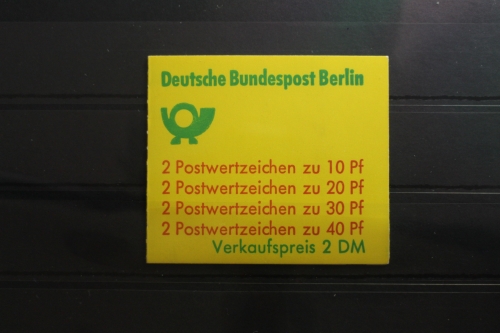 Deutsche Bundespost Berlin
2 Postwertzeichen zu 10 Pf
2 Postwertzeichen zu 20 Pf
2 Postwertzeichen zu 30 Pf
2 Postwertzeichen zu 40 Pf
Verkaufspreis 2 DM